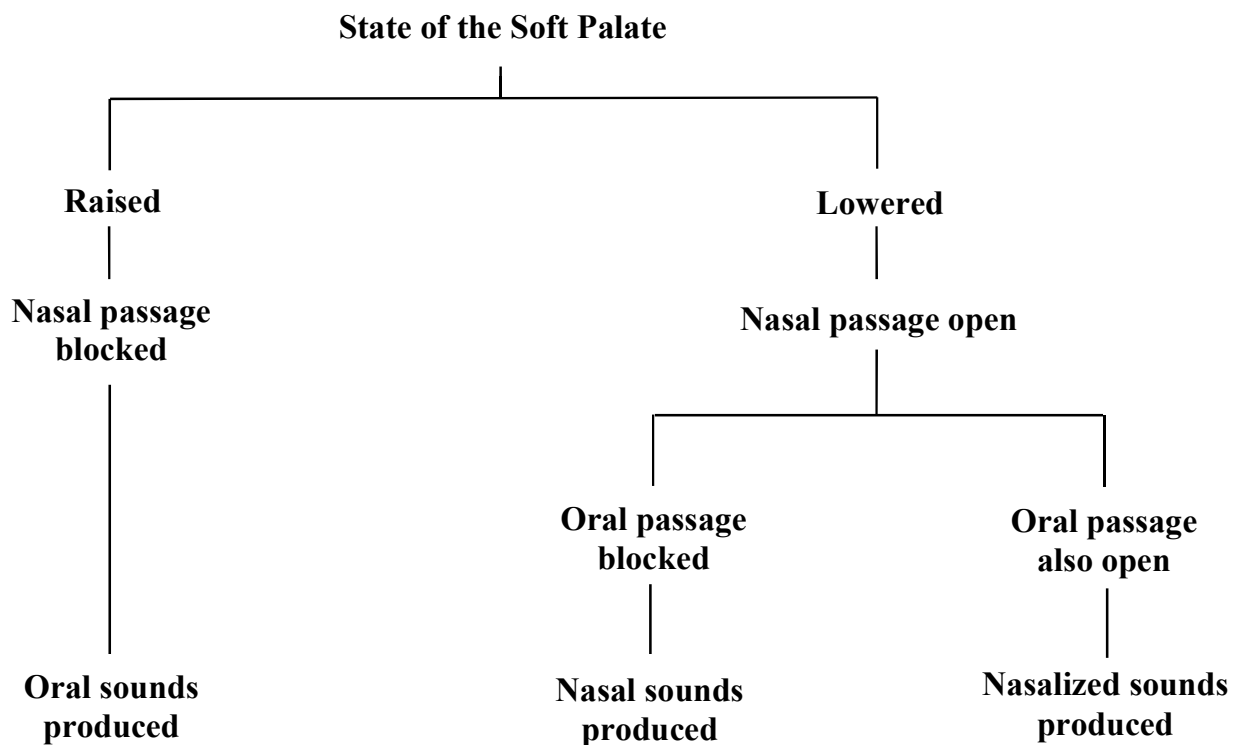 State of the Soft Palate
Raised
Lowered
Nasal passage
blocked
Nasal passage open
Oral passage
blocked
Oral passage
also open
Oral sounds
produced
Nasal sounds
produced
Nasalized sounds
produced